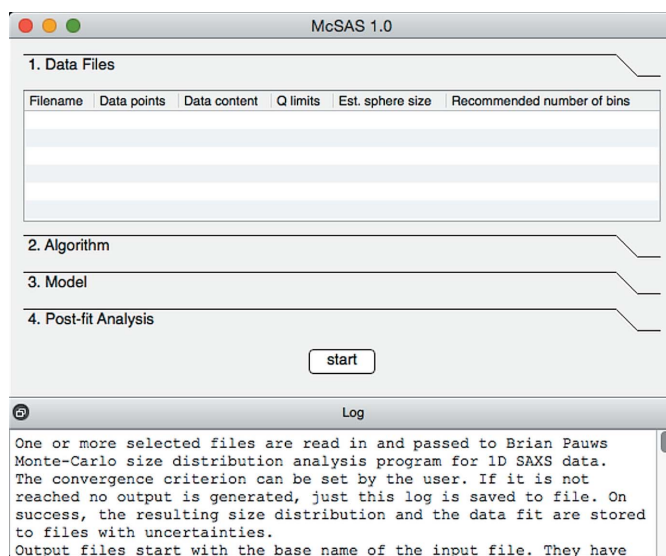 McSAS 1.0
1. Data Files
Filename Data points Data content Q limits Est. sphere size Recommended number of bins
2. Algorithm
3. Model
4. Post-fit Analysis
start
Log
One or more selected files are read in and passed to Brian Pauws
Monte-Carlo size distribution analysis program for 1D SAXS data.
The convergence criterion can be set by the user. If it is not
reached no output is generated, just this log is saved to file. On
success, the resulting size distribution and the data fit are stored
to files with uncertainties.
Output files start with the base name of the input file. They have